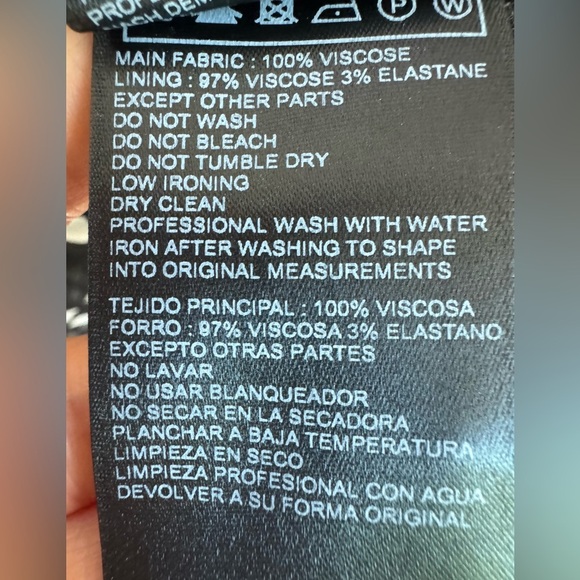 P
W
MAIN FABRIC : 100% VISCOSE
LINING : 97% VISCOSE 3% ELASTANE
EXCEPT OTHER PARTS
DO NOT WASH
DO NOT BLEACH
DO NOT TUMBLE DRY
LOW IRONING
DRY CLEAN
PROFESSIONAL WASH WITH WATER
IRON AFTER WASHING TO SHAPE
INTO ORIGINAL MEASUREMENTS
TEJIDO PRINCIPAL : 100% VISCOSA
FORRO : 97% VISCOSA 3% ELASTANO
EXCEPTO OTRAS PARTES
NO LAVAR
NO USAR BLANQUEADOR
NO SECAR EN LA SECADORA
PLANCHAR A BAJA TEMPERATURA
LIMPIEZA EN SECO
LIMPIEZA PROFESIONAL CON AGUA
DEVOLVER A SU FORMA ORIGINAL